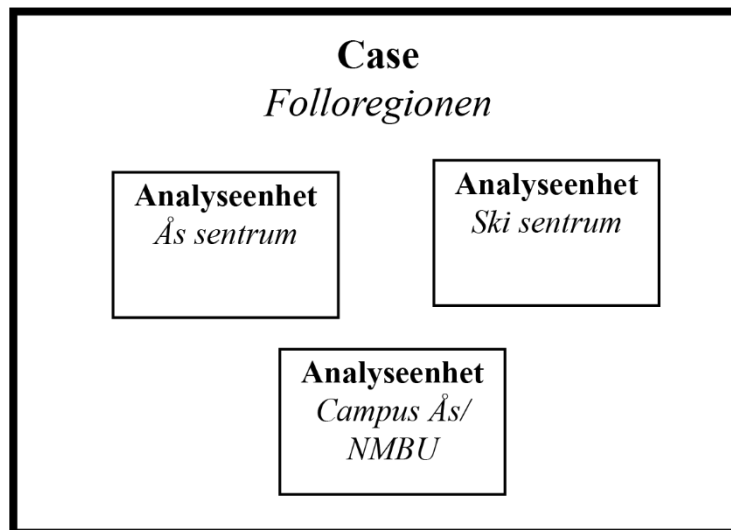 Case
Folloregionen
Analyseenhet
Ås sentrum
Analyseenhet
Ski sentrum
Analyseenhet
Campus Ås/
NMBU